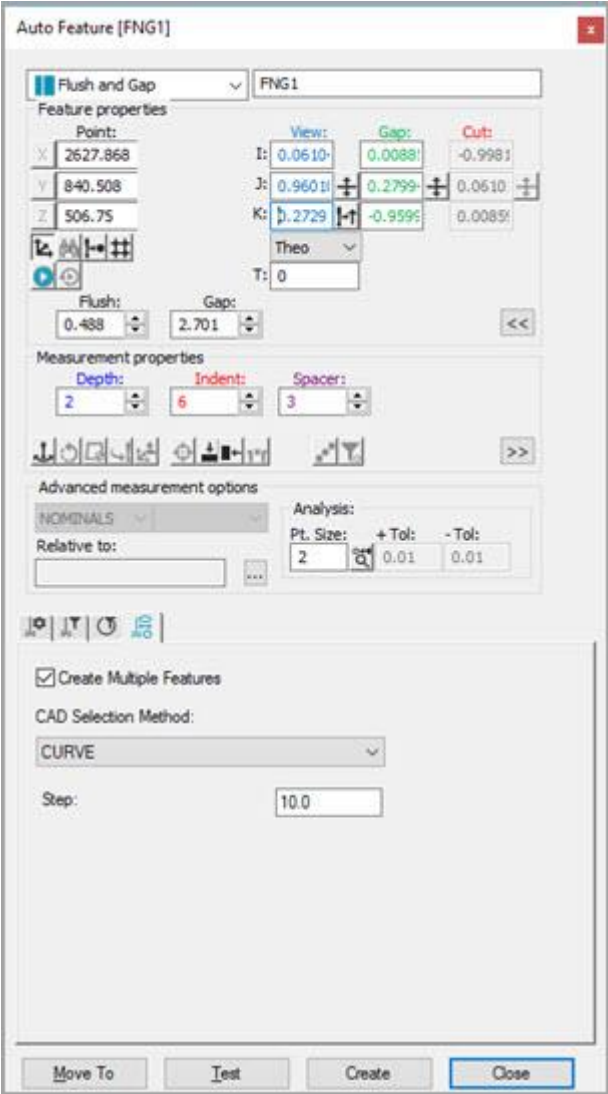 Auto Feature [FNG1]
x
Flush and Gap FNG1
Feature properties
Point: View: Gap: Cut:
X 2627.868 I: 0.0610 0.0088 -0.9981
Y 840.508 J: 0.9601 0.2799 0.0610
Z 506.75 K: 0.2729 -0.9599 0.0085
Theo
T: 0
Flush: Gap:
0.488 2.701 <<
Measurement properties
Depth: Indent: Spacer:
2 6 3
>>
Advanced measurement options
NOMINALS
Analysis:
Relative to: Pt. Size: + Tol: - Tol:
2 0.01 0.01
...
Create Multiple Features
CAD Selection Method:
CURVE
Step: 10.0
Move To Test Create Close